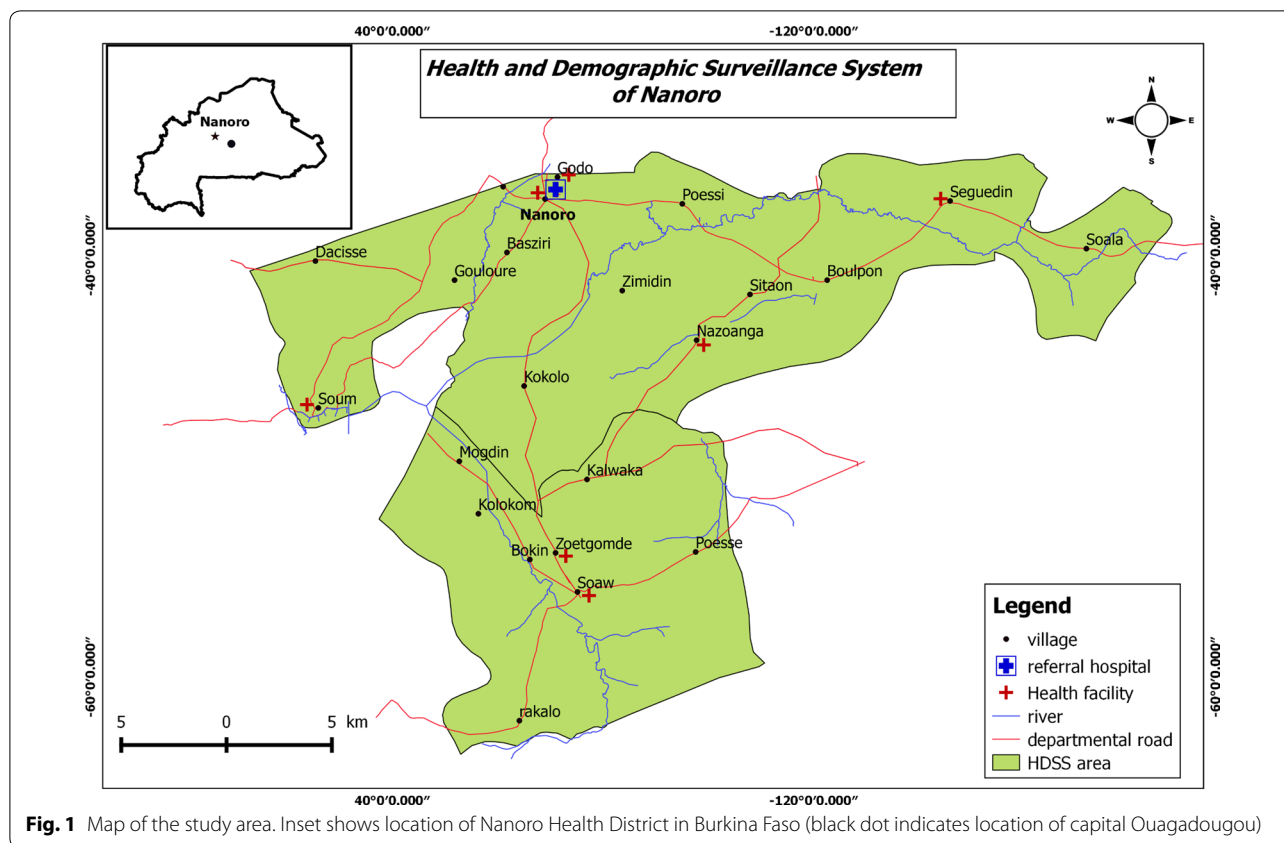 40°0'0.000″
-120°0'0.000″
Health and Demographic Surveillance System
of Nanoro
Nanoro
N
W
E
S
Godo
Nanoro
Poessi
Seguedin
Basziri
Dacisse
Gouloure
Zimidin
Sitaon
Boulpon
Soala
-40°0'0.000″
-40°0'0.000″
Nazoanga
Kokolo
Soum
Mogdin
Kalwaka
Kolokom
Bokin
Zoetgomde
Poesse
Soaw
rakalo
-60°0'0.000″
-60°0'0.000″
Legend
village
referral hospital
Health facility
river
departmental road
HDSS area
5 0 5 km
40°0'0.000″
-120°0'0.000″
Fig. 1 Map of the study area. Inset shows location of Nanoro Health District in Burkina Faso (black dot indicates location of capital Ouagadougou)